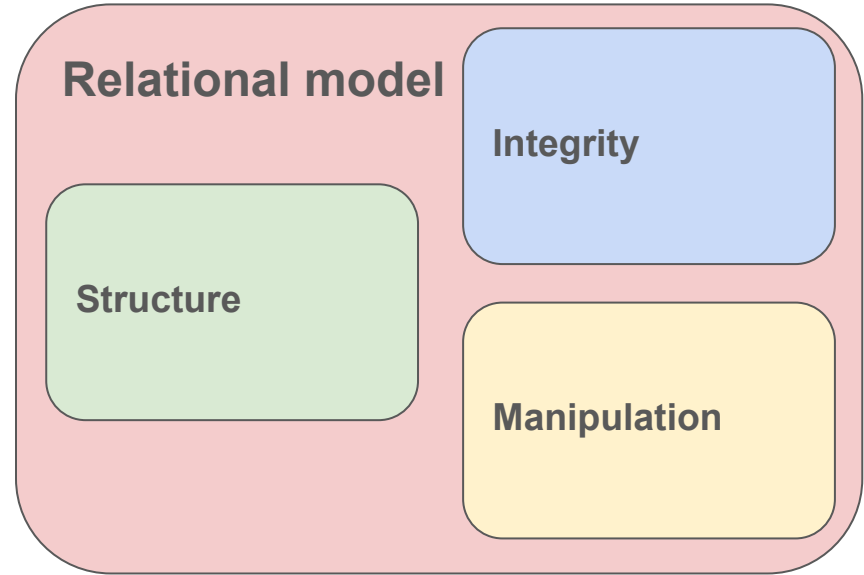 Relational model
Integrity
Structure
Manipulation